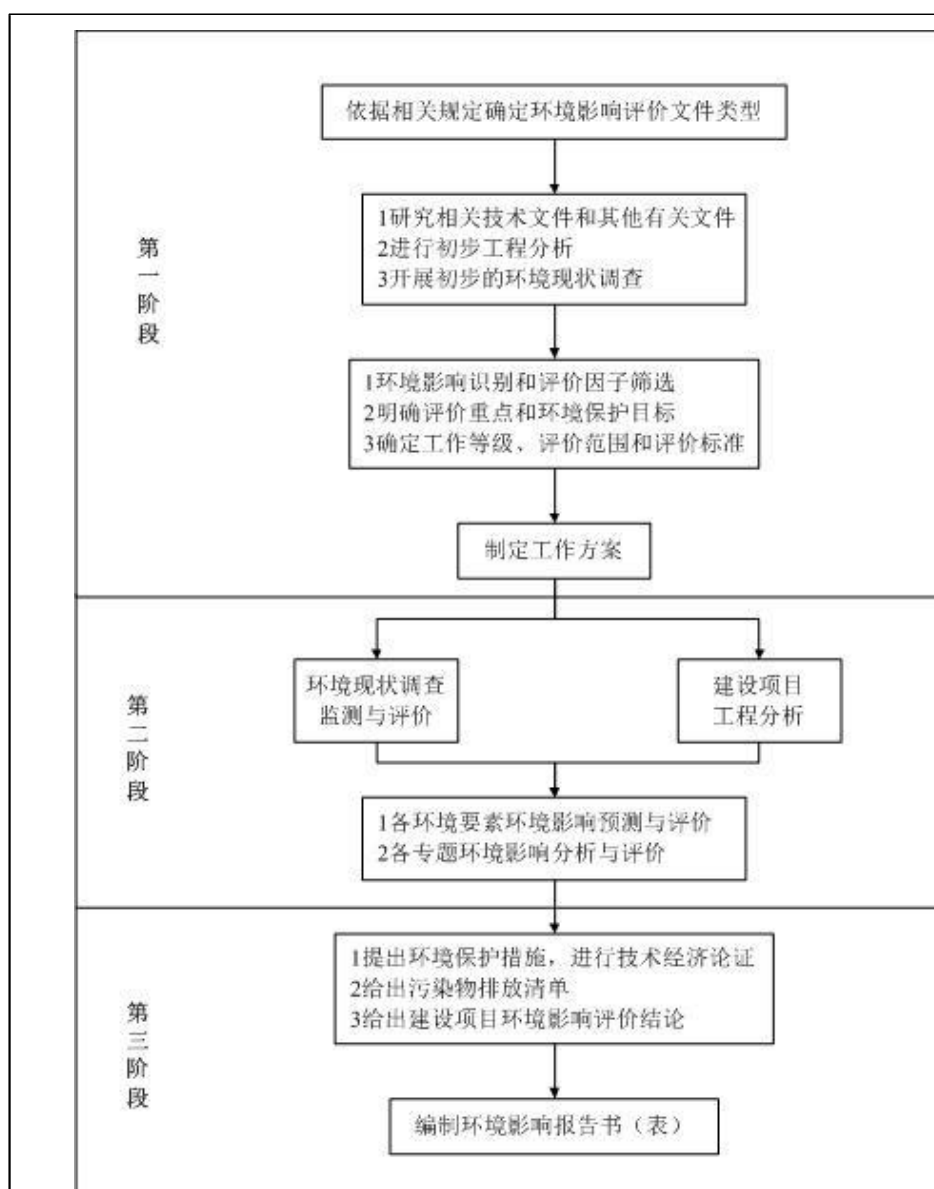 依据相关规定确定环境影响评价文件类型
第一阶段
1研究相关技术文件和其他有关文件
2进行初步工程分析
3开展初步的环境现状调查
1环境影响识别和评价因子筛选
2明确评价重点和环境保护目标
3确定工作等级、评价范围和评价标准
制定工作方案
第二阶段
环境现状调查
监测与评价
建设项目
工程分析
1各环境要素环境影响预测与评价
2各专题环境影响分析与评价
第三阶段
1提出环境保护措施，进行技术经济论证
2给出污染物排放清单
3给出建设项目环境影响评价结论
编制环境影响报告书（表）